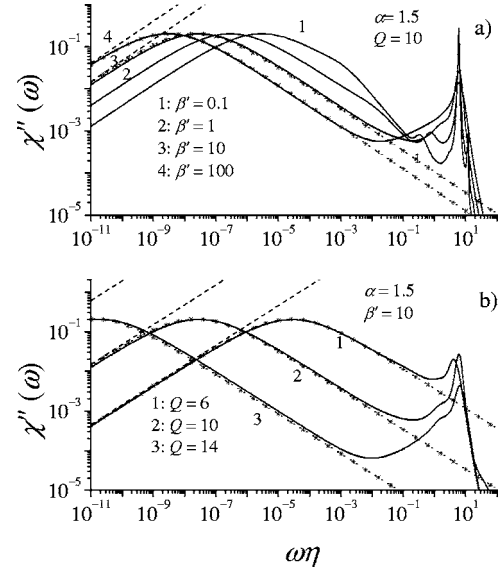 10⁻¹
10⁻³
10⁻⁵
χ″(ω)
a)
α = 1.5
Q = 10
4
3
2
1
1
1: β′ = 0.1
2: β′ = 1
3: β′ = 10
4: β′ = 100
10⁻¹¹ 10⁻⁹ 10⁻⁷ 10⁻⁵ 10⁻³ 10⁻¹ 10¹
10⁻¹
10⁻³
10⁻⁵
χ″(ω)
b)
α = 1.5
β′ = 10
1
2
3
1: Q = 6
2: Q = 10
3: Q = 14
10⁻¹¹ 10⁻⁹ 10⁻⁷ 10⁻⁵ 10⁻³ 10⁻¹ 10¹
ωη